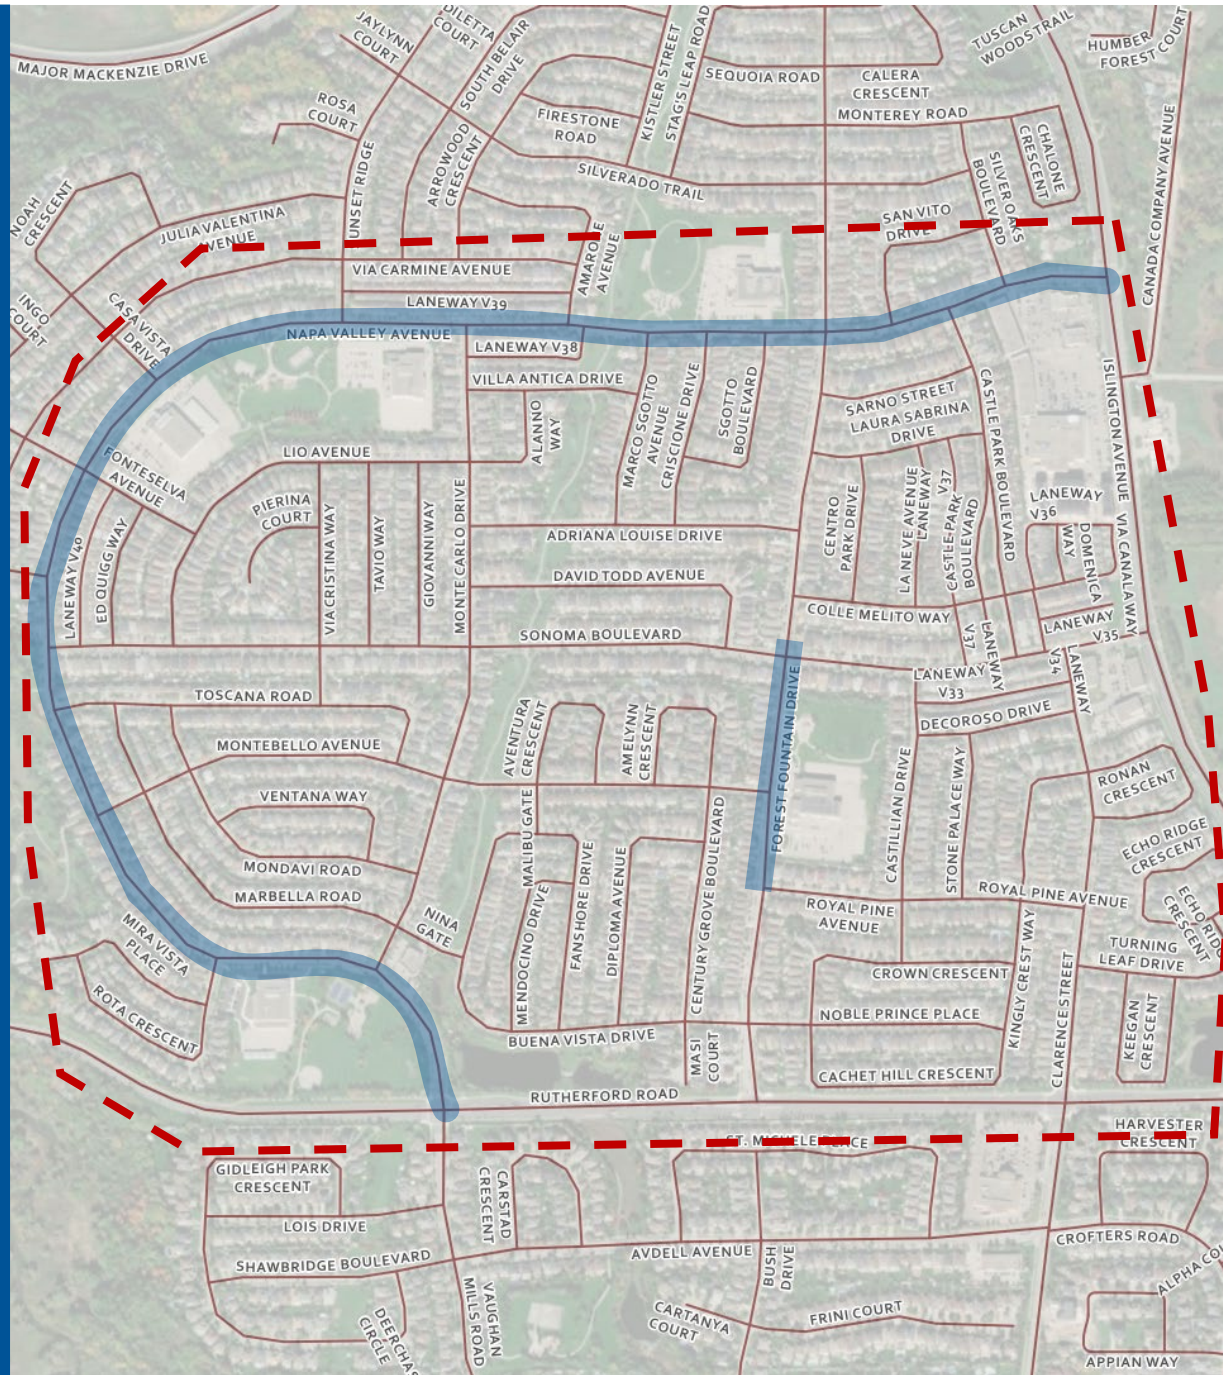 MAJOR MACKENZIE DRIVE
JAYLYNN
COURT
DILETTA
COURT
SOUTH BELAIR
DRIVE
KISTLER STREET
STAG'S LEAP ROAD
SEQUOIA ROAD
CALERA
CRESCENT
TUSCAN
WOODS TRAIL
HUMBER
FOREST COURT
CANADA COMPANY AVENUE
ROSA
COURT
FIRESTONE
ROAD
MONTEREY ROAD
CHALONE
CRESCENT
SILVER OAKS
BOULEVARD
ARROWOOD
CRESCENT
UNSET RIDGE
SILVERADO TRAIL
NOAH
CRESCENT
JULIA VALENTINA
AVENUE
SAN VITO
DRIVE
AMARONE
AVENUE
VIA CARMINE AVENUE
LANEWAY V39
INGO
COURT
CASA VISTA
DRIVE
NAPA VALLEY AVENUE
LANEWAY V38
VILLA ANTICA DRIVE
ALANNO
WAY
MARCO SGOTTO
AVENUE
CRISCIONE DRIVE
SGOTTO
BOULEVARD
SARNO STREET
LAURA SABRINA
DRIVE
CASTLE PARK BOULEVARD
ISLINGTON AVENUE
FONTESELVA
AVENUE
LIO AVENUE
PIERINA
COURT
VIA CRISTINA WAY
TAVIO WAY
GIOVANNI WAY
MONTE CARLO DRIVE
LANEWAY V40
ED QUIGG WAY
ADRIANA LOUISE DRIVE
DAVID TODD AVENUE
CENTRO
PARK DRIVE
LA NEVE AVENUE
LANEWAY
V37
CASTLE PARK
BOULEVARD
LANEWAY
V36
DOMENICA
WAY
VIA CANALA WAY
COLLE MELITO WAY
LANEWAY
V37
LANEWAY
V35
LANEWAY
V34
SONOMA BOULEVARD
LANEWAY
V33
DECOROSO DRIVE
TOSCANA ROAD
MONTEBELLO AVENUE
VENTANA WAY
MONDAVI ROAD
MARBELLA ROAD
AVENTURA
CRESCENT
AMELYNN
CRESCENT
FOREST FOUNTAIN DRIVE
CASTILLIAN DRIVE
STONE PALACE WAY
RONAN
CRESCENT
ECHO RIDGE
CRESCENT
ECHO RIDG
CRESCENT
MALIBU GATE
MENDOCINO DRIVE
FANSHORE DRIVE
DIPLOMA AVENUE
CENTURY GROVE BOULEVARD
ROYAL PINE
AVENUE
ROYAL PINE AVENUE
NINA
GATE
MIRA VISTA
PLACE
ROTA CRESCENT
CROWN CRESCENT
NOBLE PRINCE PLACE
CACHET HILL CRESCENT
KINGLY CREST WAY
CLARENCE STREET
TURNING
LEAF DRIVE
KEEGAN
CRESCENT
BUENA VISTA DRIVE
MASI
COURT
RUTHERFORD ROAD
ST. MICHELE PLACE
HARVESTER
CRESCENT
GIDLEIGH PARK
CRESCENT
CARSTAD
CRESCENT
LOIS DRIVE
SHAWBRIDGE BOULEVARD
AVDELL AVENUE
BUSH
DRIVE
CROFTERS ROAD
ALPHA COU
VAUGHAN
MILLS ROAD
DEERCHAS
CIRCLE
CARTANYA
COURT
FRINI COURT
APPIAN WAY